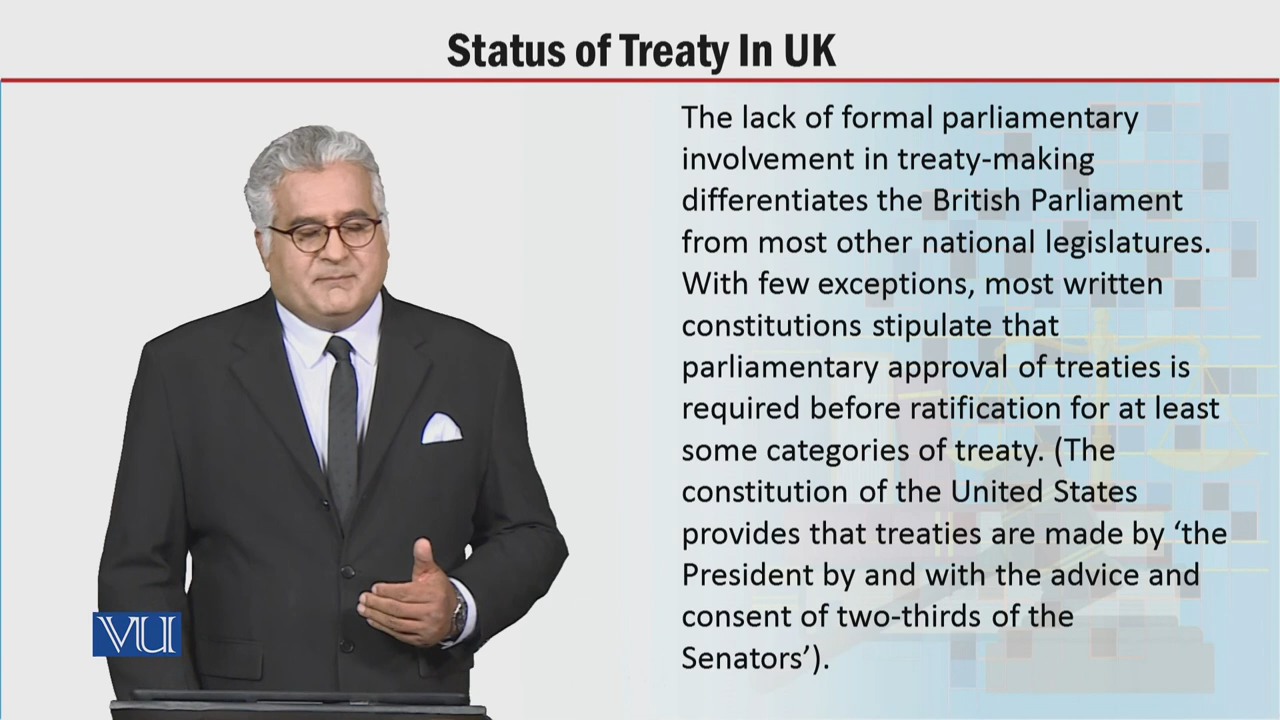 Status of Treaty In UK
The lack of formal parliamentary
involvement in treaty-making
differentiates the British Parliament
from most other national legislatures.
With few exceptions, most written
constitutions stipulate that
parliamentary approval of treaties is
required before ratification for at least
some categories of treaty. (The
constitution of the United States
provides that treaties are made by ‘the
President by and with the advice and
consent of two-thirds of the
Senators’).
VU